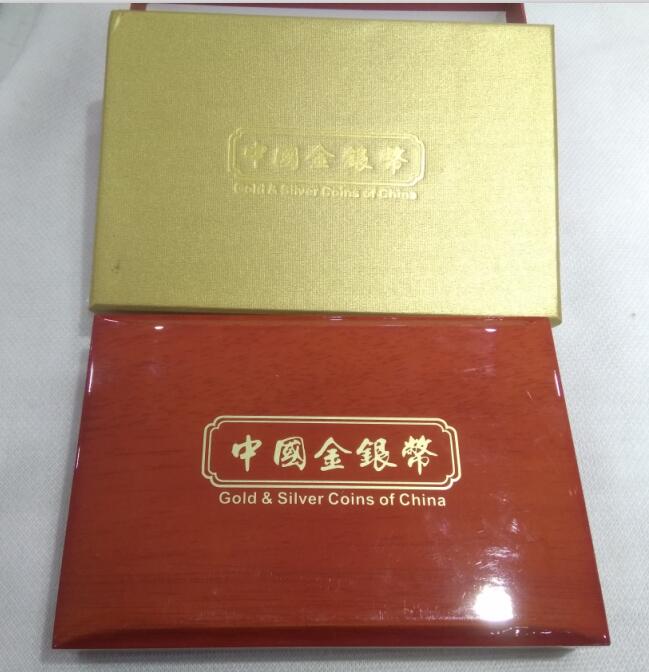 中國金銀幣
Gold & Silver Coins of China
中國金銀幣
Gold & Silver Coins of China